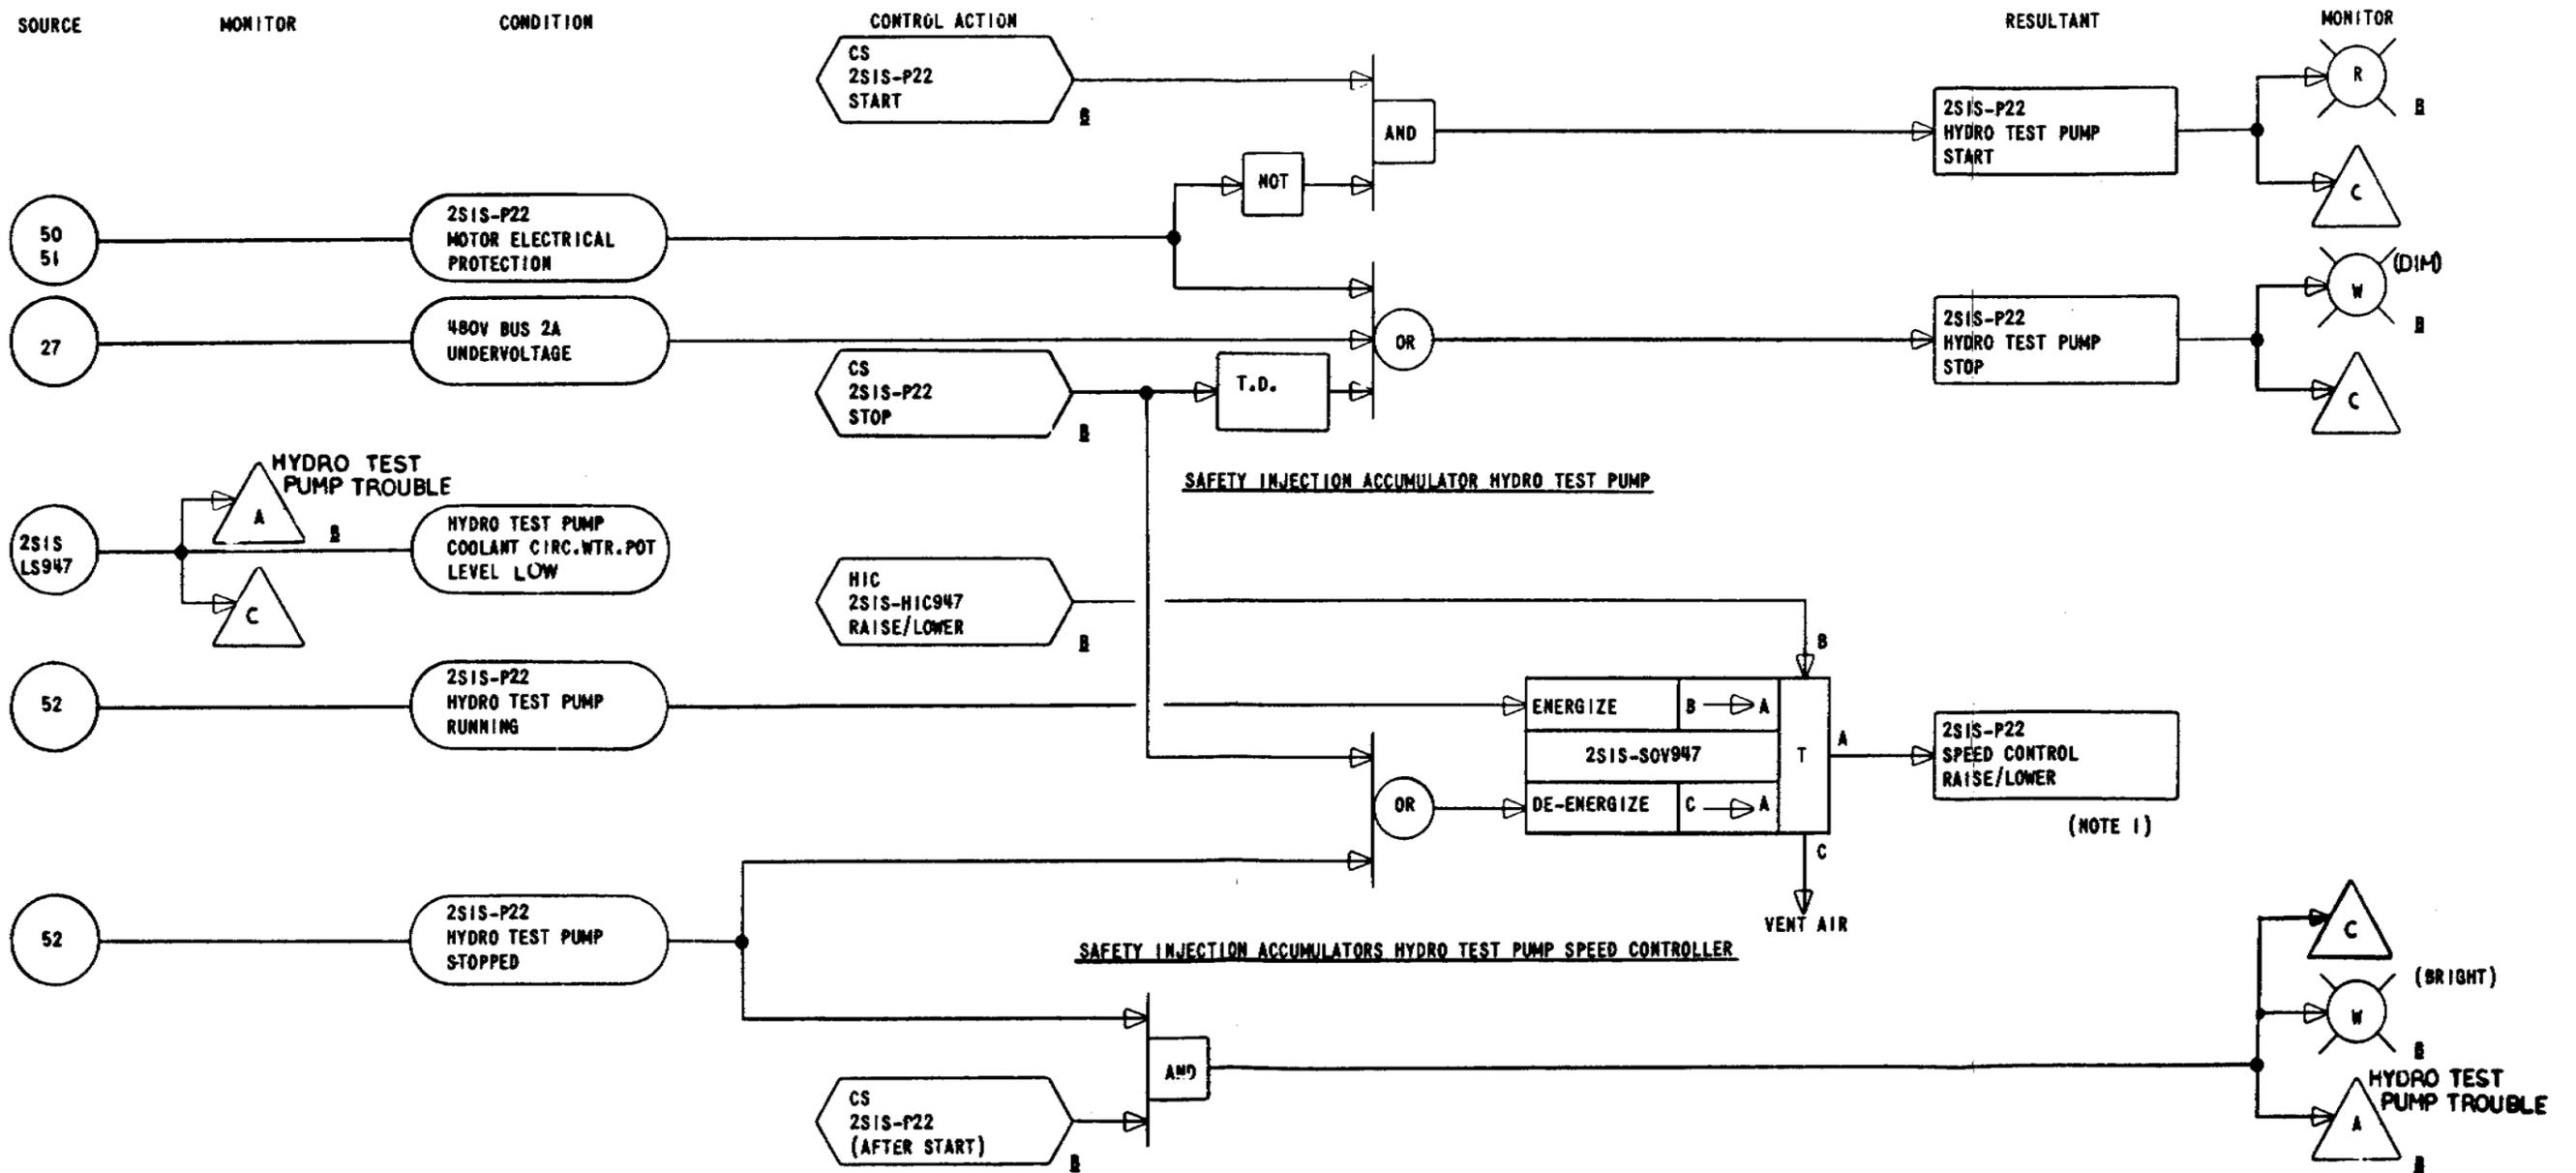 SOURCE
MONITOR
CONDITION
CONTROL ACTION
RESULTANT
MONITOR
CS
2SIS-P22
START
B
AND
2SIS-P22
HYDRO TEST PUMP
START
R
B
C
NOT
50
51
2SIS-P22
MOTOR ELECTRICAL
PROTECTION
27
480V BUS 2A
UNDERVOLTAGE
CS
2SIS-P22
STOP
B
T.D.
OR
2SIS-P22
HYDRO TEST PUMP
STOP
W
(DIM)
B
C
SAFETY INJECTION ACCUMULATOR HYDRO TEST PUMP
HYDRO TEST
PUMP TROUBLE
A
B
2SIS
LS947
C
HYDRO TEST PUMP
COOLANT CIRC.WTR.POT
LEVEL LOW
HIC
2SIS-HIC947
RAISE/LOWER
B
52
2SIS-P22
HYDRO TEST PUMP
RUNNING
B
ENERGIZE
B
A
2SIS-SOV947
T
DE-ENERGIZE
C
A
A
C
VENT AIR
OR
2SIS-P22
SPEED CONTROL
RAISE/LOWER
(NOTE 1)
52
2SIS-P22
HYDRO TEST PUMP
STOPPED
SAFETY INJECTION ACCUMULATORS HYDRO TEST PUMP SPEED CONTROLLER
AND
CS
2SIS-P22
(AFTER START)
B
C
(BRIGHT)
W
B
HYDRO TEST
PUMP TROUBLE
A
B